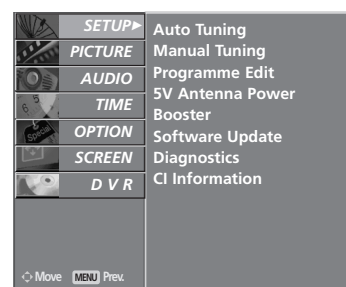 SETUP
PICTURE
AUDIO
TIME
OPTION
SCREEN
D V R
Auto Tuning
Manual Tuning
Programme Edit
5V Antenna Power
Booster
Software Update
Diagnostics
CI Information
Special
Move MENU Prev.